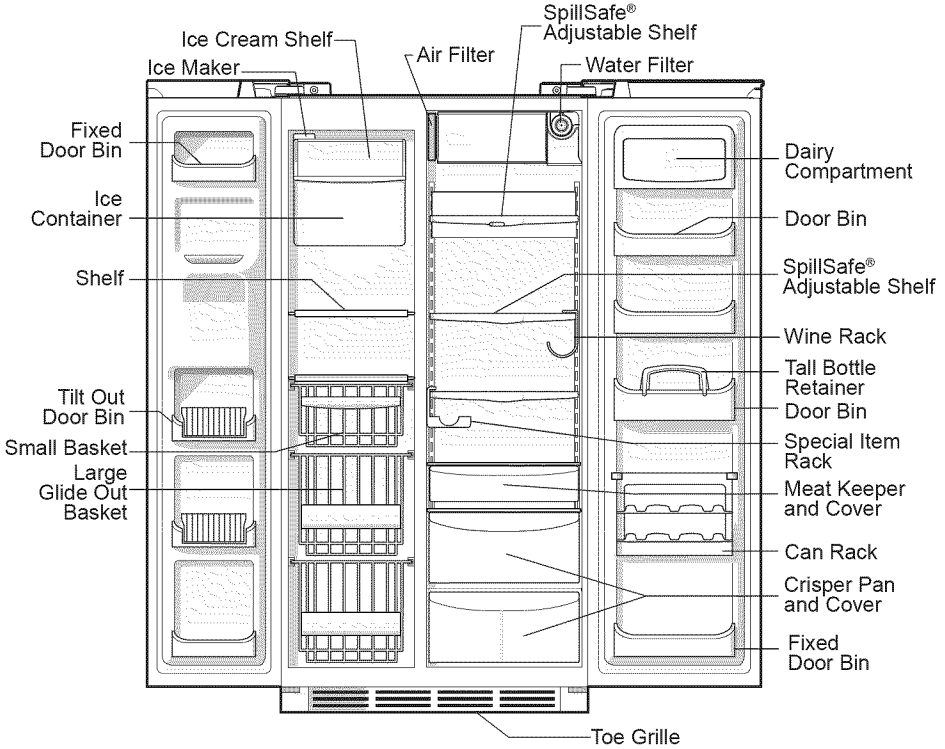 SpillSafe®
Adjustable Shelf
Ice Cream Shelf
Air Filter
Ice Maker
Water Filter
Fixed
Door Bin
Dairy
Compartment
Ice
Container
Door Bin
Shelf
SpillSafe®
Adjustable Shelf
Wine Rack
Tall Bottle
Retainer
Tilt Out
Door Bin
Door Bin
Small Basket
Special Item
Rack
Large
Glide Out
Basket
Meat Keeper
and Cover
Can Rack
Crisper Pan
and Cover
Fixed
Door Bin
Toe Grille